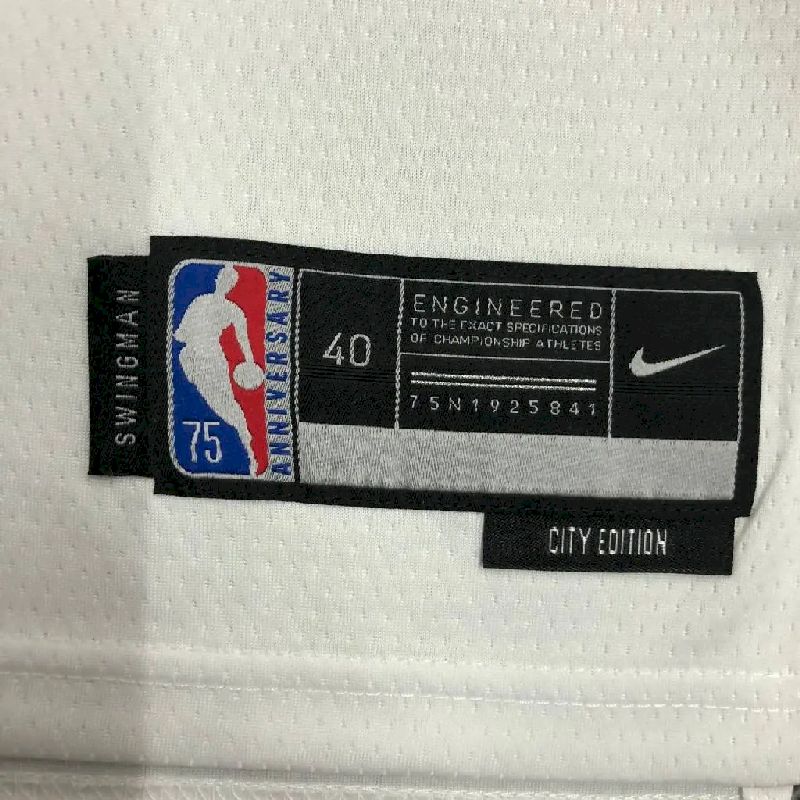 SWINGMAN
75
ANNIVERSARY
40
ENGINEERED
TO THE EXACT SPECIFICATIONS
OF CHAMPIONSHIP ATHLETES
75N1925841
CITY EDITION